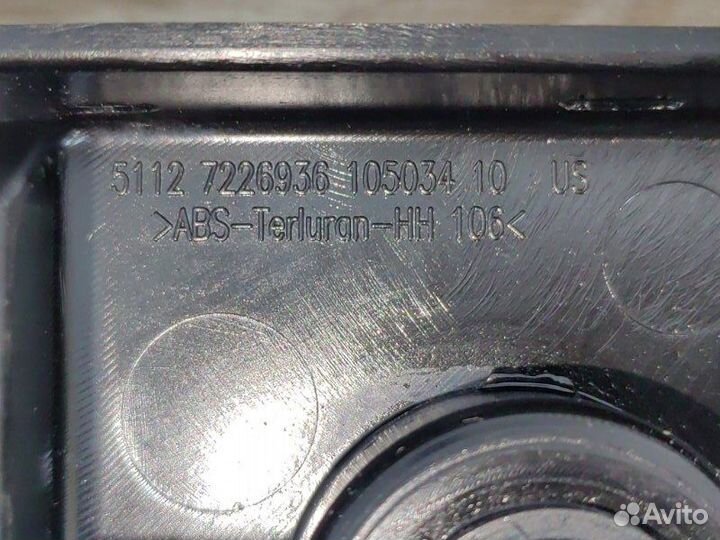 5112 7226936 105034 10 US
>ABS-Terluran-HH 106<
Avito